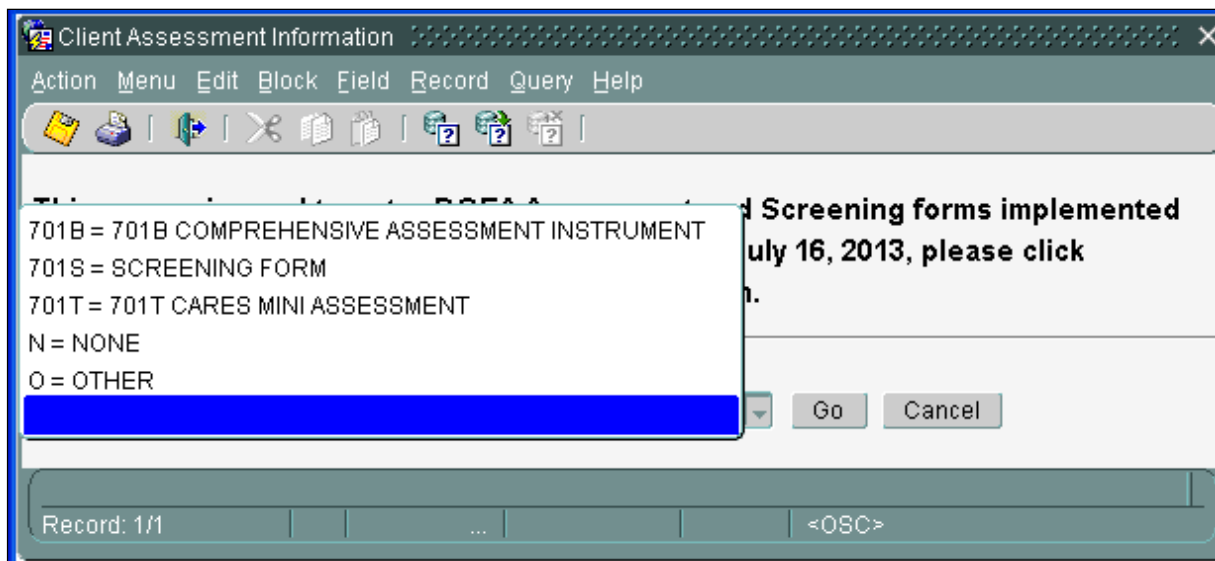 Client Assessment Information
Action Menu Edit Block Field Record Query Help
d Screening forms implemented
701B = 701B COMPREHENSIVE ASSESSMENT INSTRUMENT
uly 16, 2013, please click
701S = SCREENING FORM
701T = 701T CARES MINI ASSESSMENT
N = NONE
O = OTHER
Go Cancel
Record: 1/1 ... <OSC>